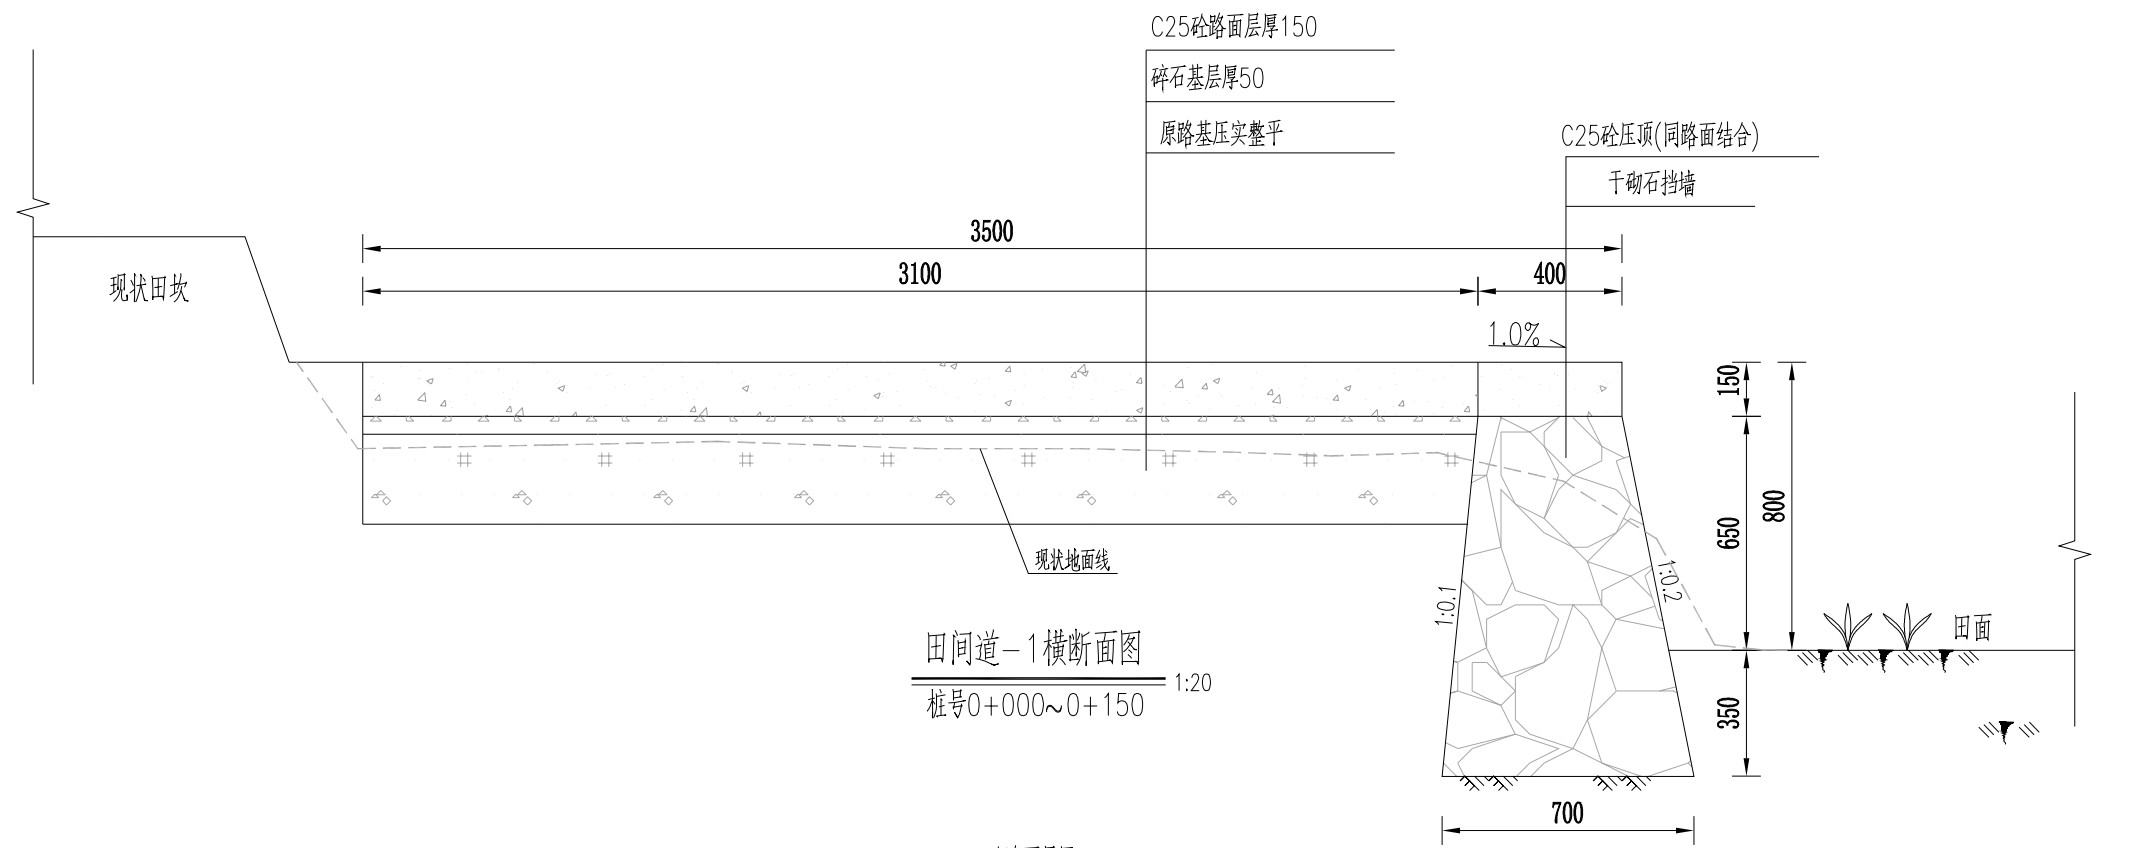 C25砼路面层厚150
碎石基层厚50
原路基压实整平
C25砼压顶(同路面结合)
干砌石挡墙
3500
3100
400
现状田坎
1.0%
150
650
800
现状地面线
1:0.1
1:0.2
田面
田间道-1横断面图
1:20
桩号0+000~0+150
350
700